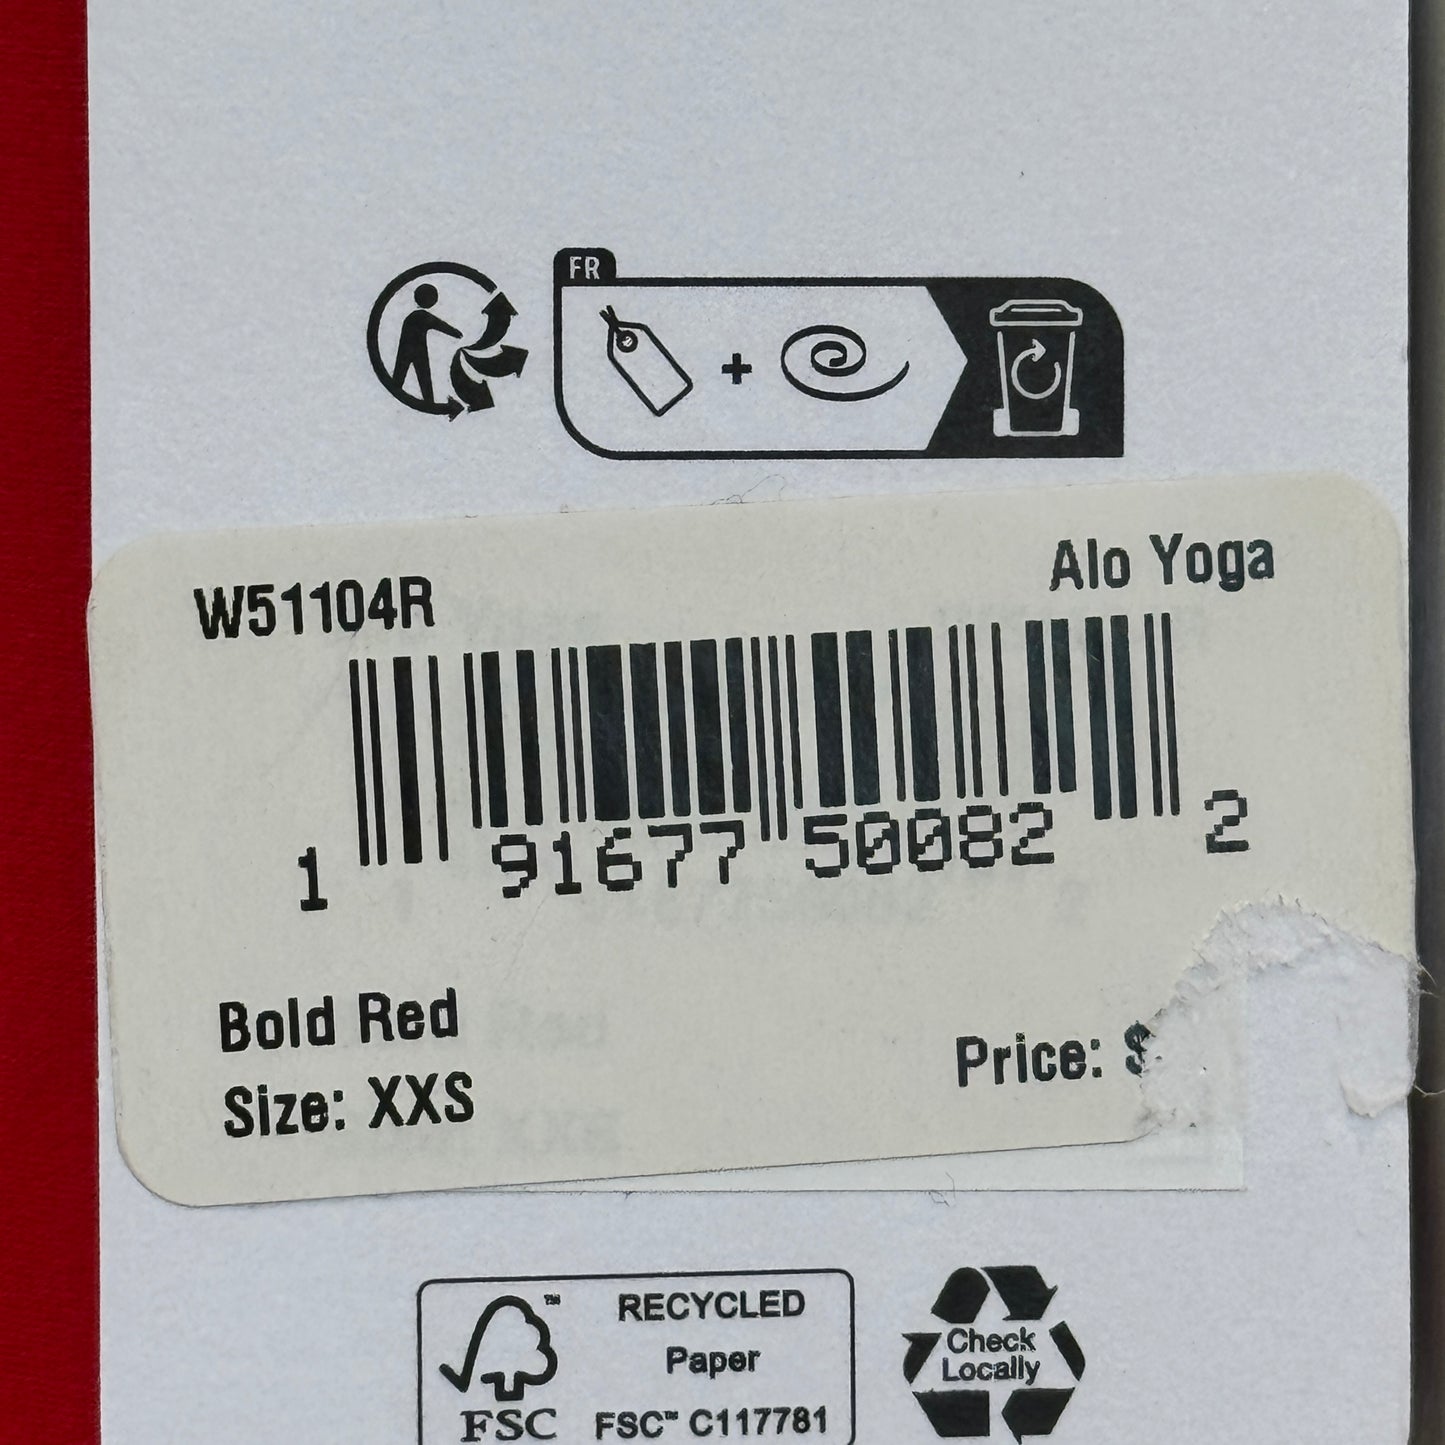 FR
Alo Yoga
W51104R
1 91677 50082 2
Bold Red
Size: XXS
Price: $
RECYCLED
Paper
FSC™ C117781
™
FSC
Check
Locally